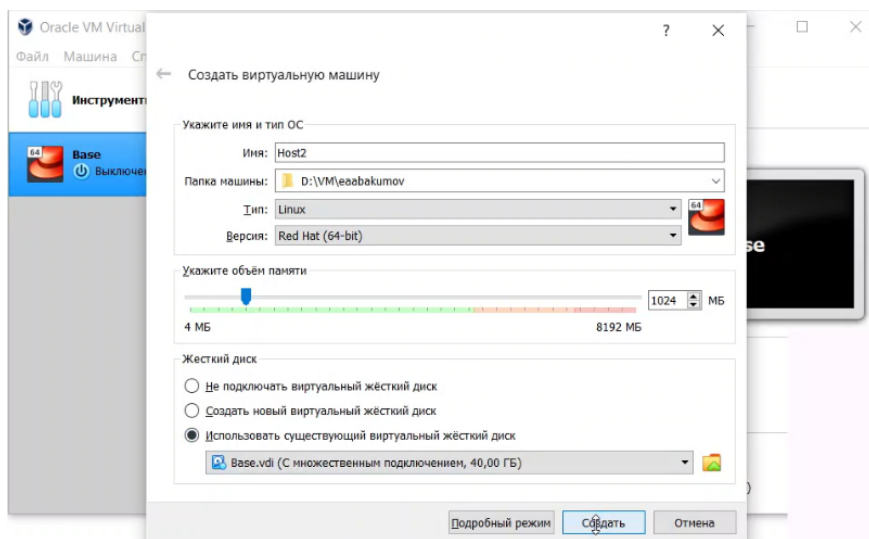 Oracle VM Virtual
Файл Машина
Создать виртуальную машину
64
Base
Укажите имя и тип ОС
Имя: Host2
Папка машины: D:\VM\eaabakumov
Тип: Linux
64
Версия: Red Hat (64-bit)
Укажите объём памяти
1024 МБ
4 МБ 8192 МБ
Жесткий диск
Не подключать виртуальный жёсткий диск
Создать новый виртуальный жёсткий диск
Использовать существующий виртуальный жёсткий диск
Base.vdi (С множественным подключением, 40,00 ГБ)
Подробный режим Создать Отмена